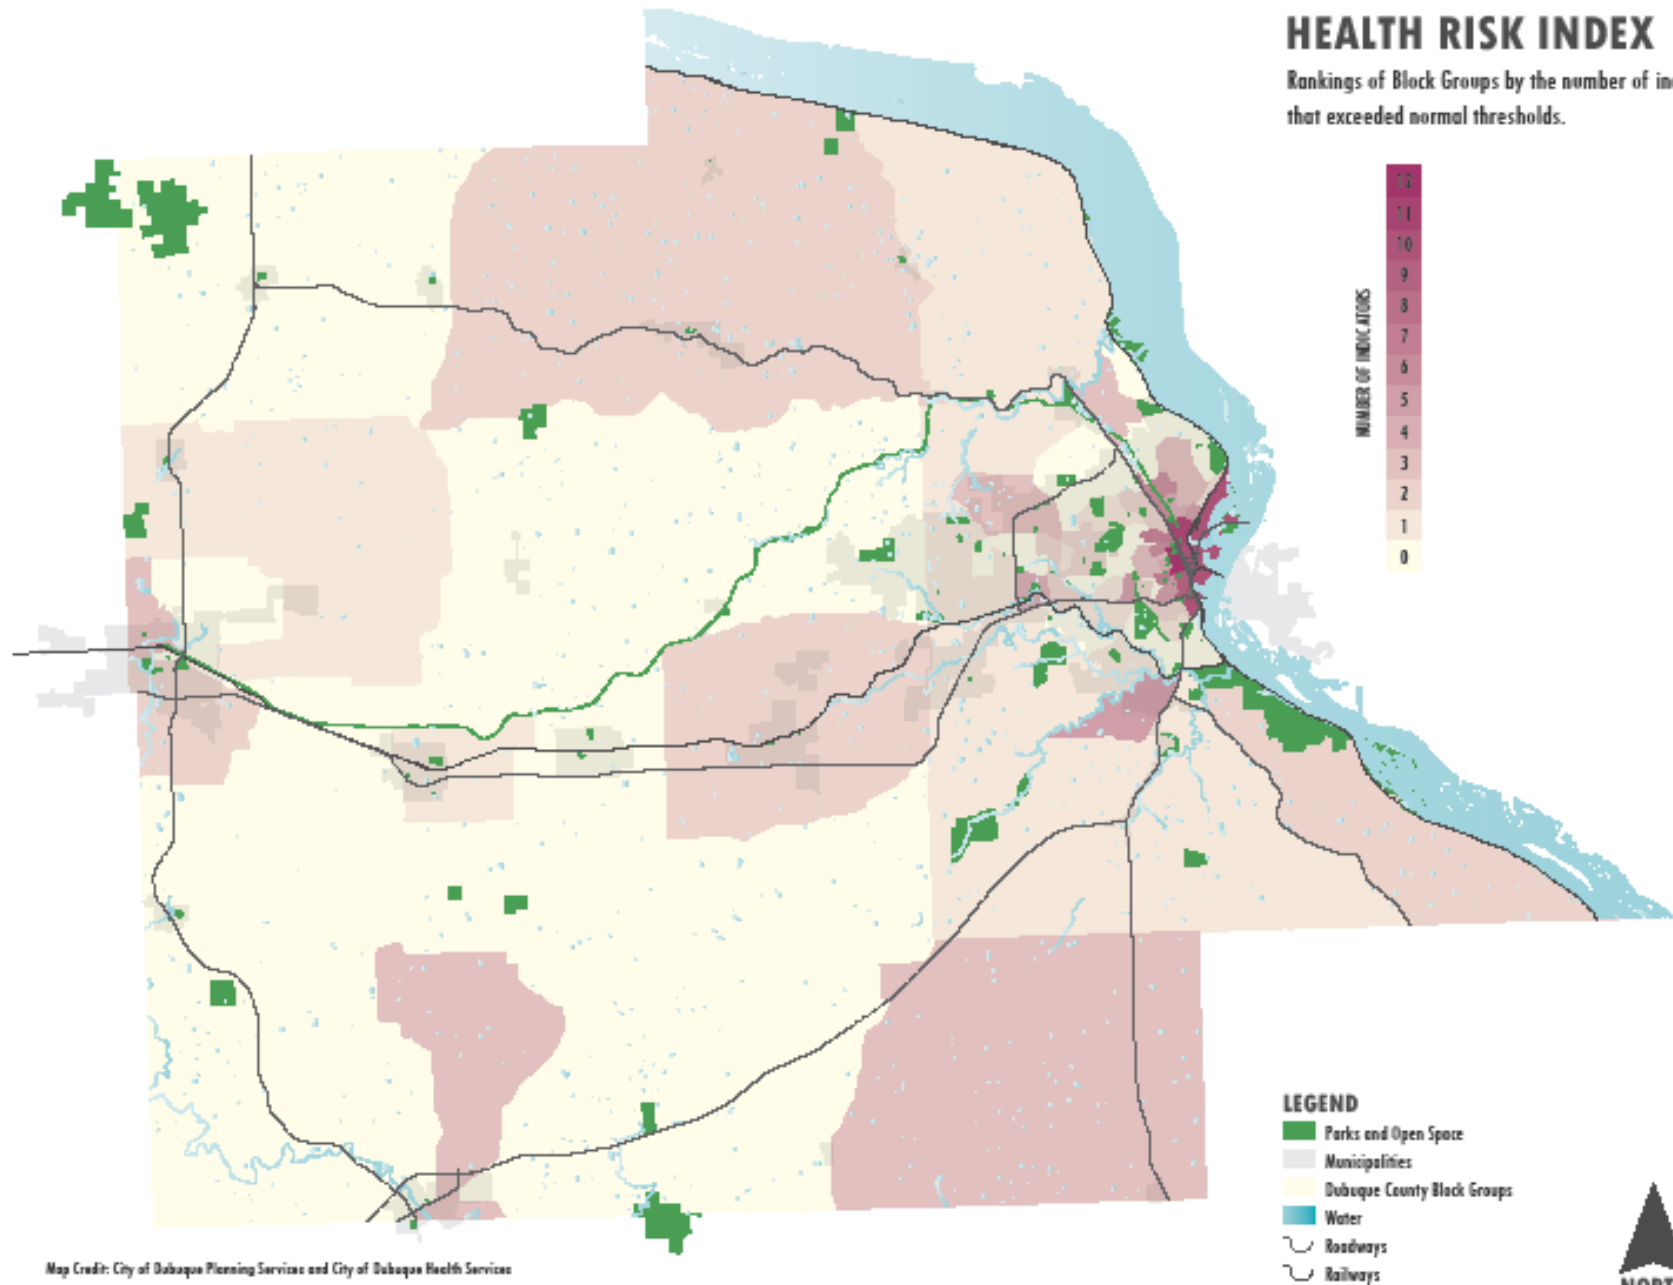 HEALTH RISK INDEX
Rankings of Block Groups by the number of
that exceeded normal thresholds.
NUMBER OF INDICATORS
12
11
10
9
8
7
6
5
4
3
2
1
0
LEGEND
Parks and Open Space
Municipalities
Dubuque County Block Groups
Water
Roadways
Railways
Map Credit: City of Dubuque Planning Services and City of Dubuque Health Services
NORTH